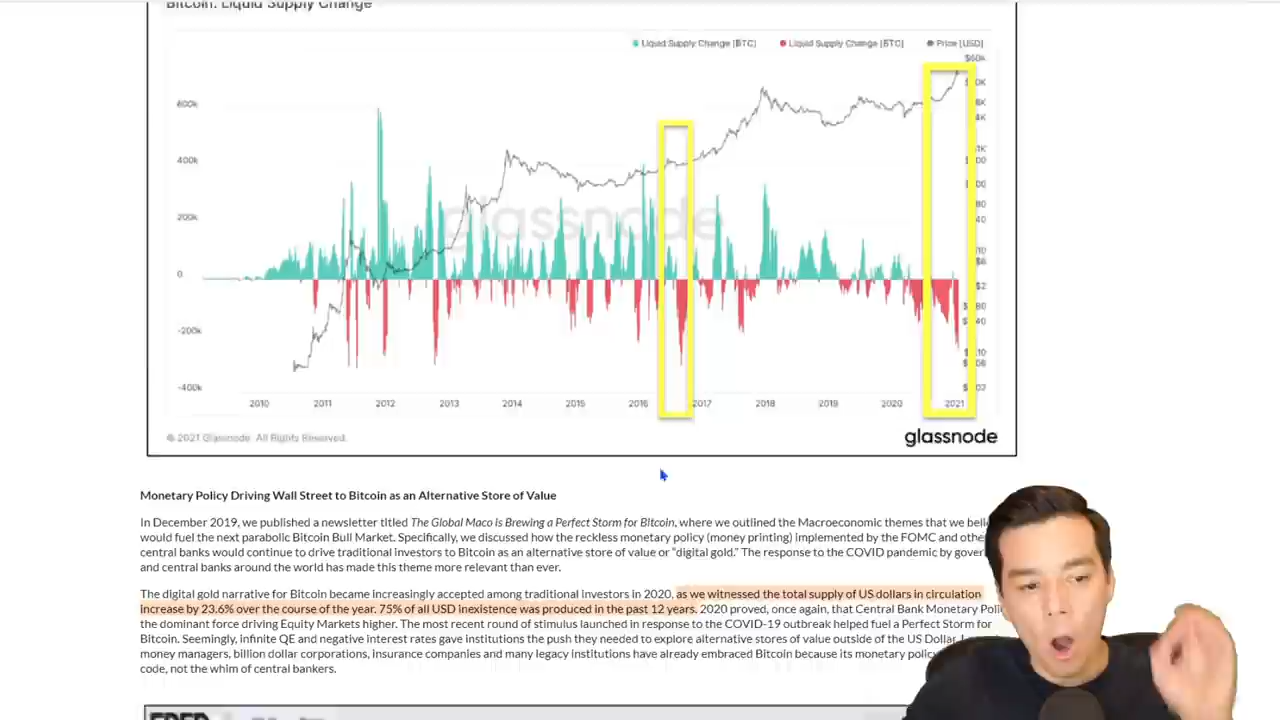 Bitcoin: Liquid Supply Change
Liquid Supply Change [BTC] Liquid Supply Change [BTC] Price [USD]
$60k
600k
400k
200k
0
-200k
-400k
glassnode
2010 2011 2012 2013 2014 2015 2016 2017 2018 2019 2020 2021
© 2021 Glassnode. All Rights Reserved.
glassnode
Monetary Policy Driving Wall Street to Bitcoin as an Alternative Store of Value
In December 2019, we published a newsletter titled The Global Maco is Brewing a Perfect Storm for Bitcoin, where we outlined the Macroeconomic themes that we
would fuel the next parabolic Bitcoin Bull Market. Specifically, we discussed how the reckless monetary policy (money printing) implemented by the FOMC and
central banks would continue to drive traditional investors to Bitcoin as an alternative store of value or "digital gold." The response to the COVID pandemic by
and central banks around the world has made this theme more relevant than ever.
The digital gold narrative for Bitcoin became increasingly accepted among traditional investors in 2020, as we witnessed the total supply of US dollars in circulation
increase by 23.6% over the course of the year. 75% of all USD inexistence was produced in the past 12 years. 2020 proved, once again, that Central Bank Monetary
the dominant force driving Equity Markets higher. The most recent round of stimulus launched in response to the COVID-19 outbreak helped fuel a Perfect Storm for
Bitcoin. Seemingly, infinite QE and negative interest rates gave institutions the push they needed to explore alternative stores of value outside of the US Dollar.
money managers, billion dollar corporations, insurance companies and many legacy institutions have already embraced Bitcoin because its monetary
code, not the whim of central bankers.